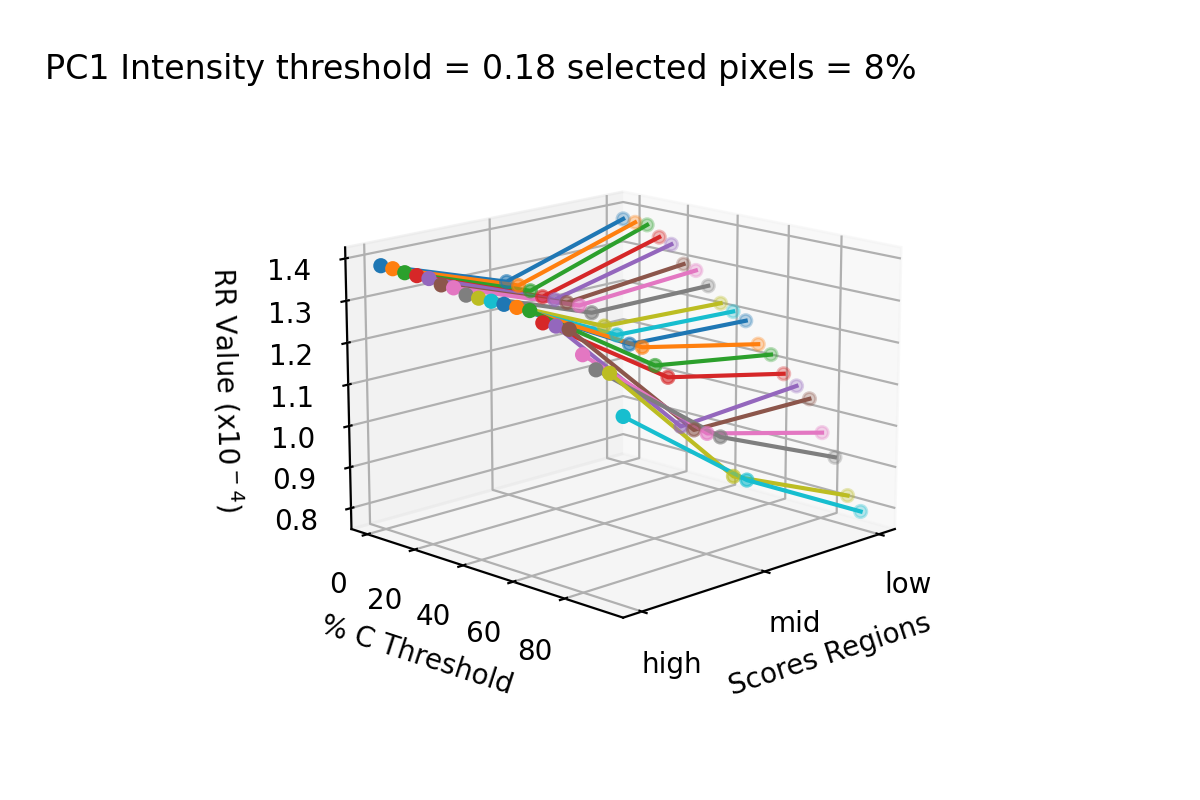 PC1 Intensity threshold = 0.18 selected pixels = 8%
1.4
1.3
1.2
1.1
1.0
0.9
0.8
RR Value (x10⁻⁴)
0
20
40
60
80
% C Threshold
high
mid
low
Scores Regions